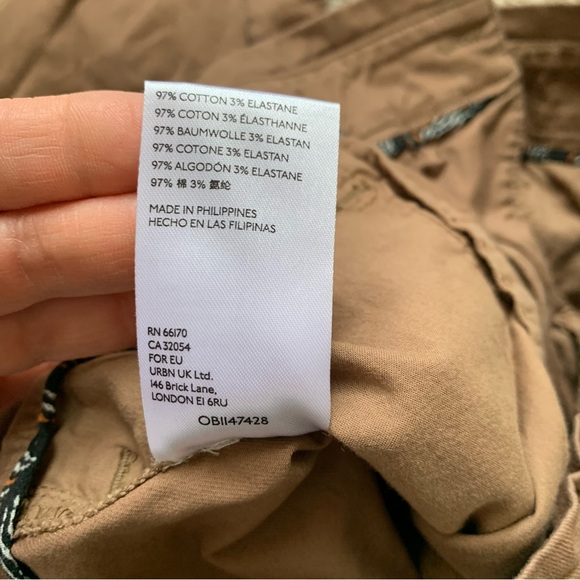 97% COTTON 3% ELASTANE
97% COTON 3% ÉLASTHANNE
97% BAUMWOLLE 3% ELASTAN
97% COTONE 3% ELASTAN
97% ALGODÓN 3% ELASTANE
97% 棉 3% 氨纶
MADE IN PHILIPPINES
HECHO EN LAS FILIPINAS
RN 66170
CA 32054
FOR EU
URBN UK Ltd.
146 Brick Lane,
LONDON E1 6RU
OB1147428